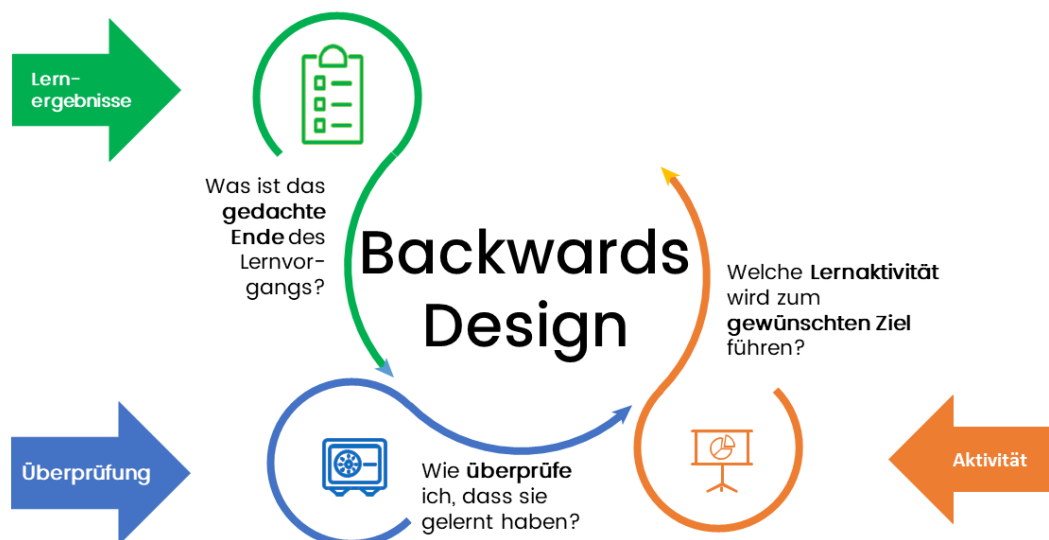 Lern-
ergebnisse
Was ist das
gedachte
Ende des
Lernvor-
gangs?
Backwards
Design
Welche Lernaktivität
wird zum
gewünschten Ziel
führen?
Überprüfung
Wie überprüfe
ich, dass sie
gelernt haben?
Aktivität